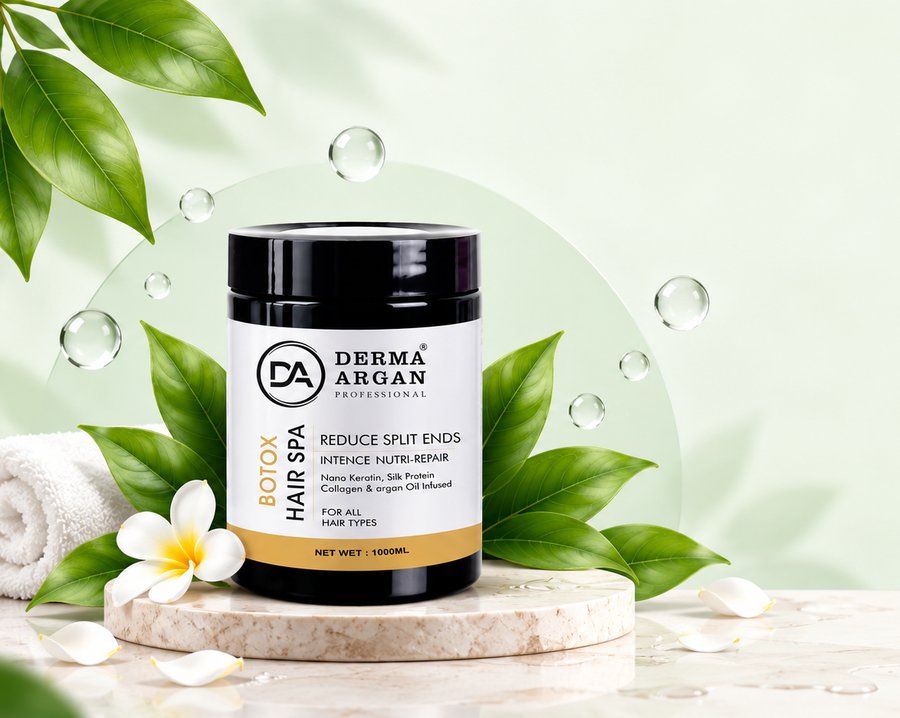 DA
DERMA®
ARGAN
PROFESSIONAL
BOTOX
HAIR SPA
REDUCE SPLIT ENDS
INTENCE NUTRI-REPAIR
Nano Keratin, Silk Protein
Collagen & argan Oil Infused
FOR ALL
HAIR TYPES
NET WET : 1000ML